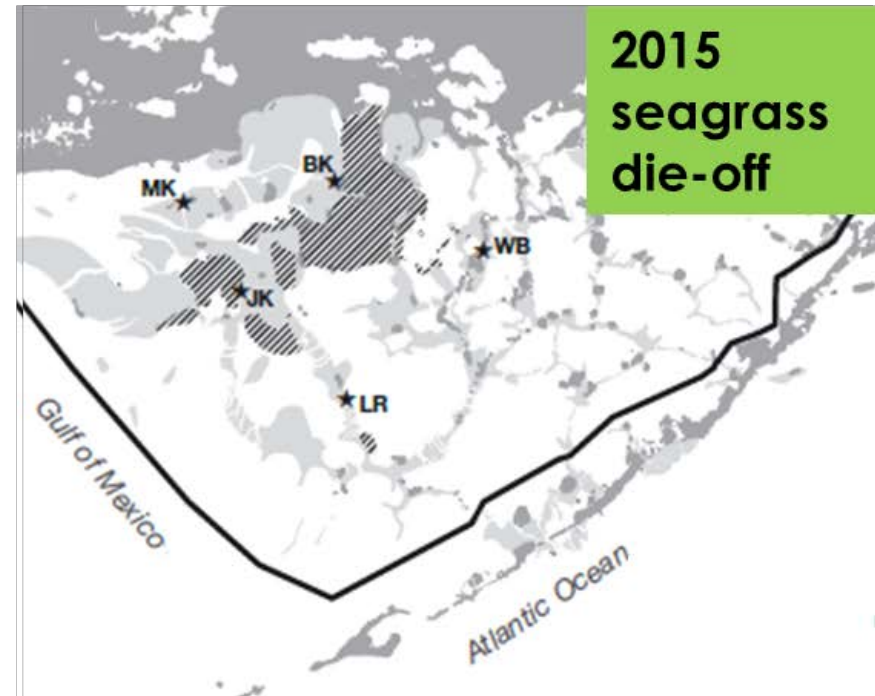 2015
seagrass
die-off
BK
MK
WB
JK
LR
Gulf of Mexico
Atlantic Ocean